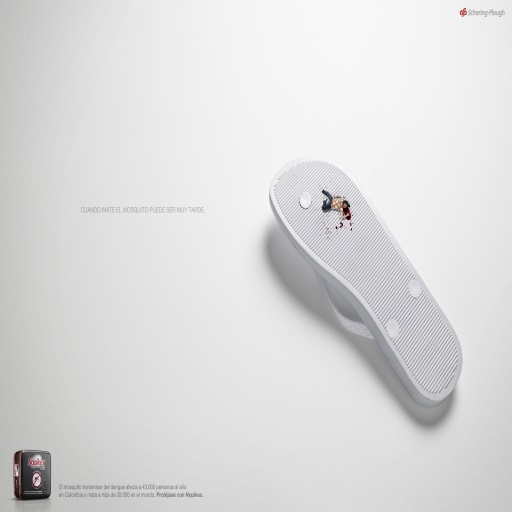 Schering-Plough
CUANDO MATE EL MOSQUITO PUEDE SER MUY TARDE.
El mosquito transmisor del dengue afecta a 43.000 personas al año
en Colombia y mata a más de 20.000 en el mundo. Protéjase con Nopikex.